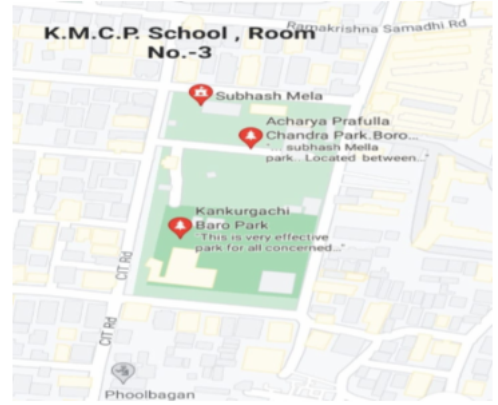 Ramakrishna Samadhi Rd
K.M.C.P. School , Room
No.-3
Subhash Mela
Acharya Prafulla
Chandra Park.Boro...
"... subhash Mella
park.. Located between.."
Kankurgachi
Baro Park
"This is very effective
park for all concerned..."
CIT Rd
CIT Rd
Phoolbagan